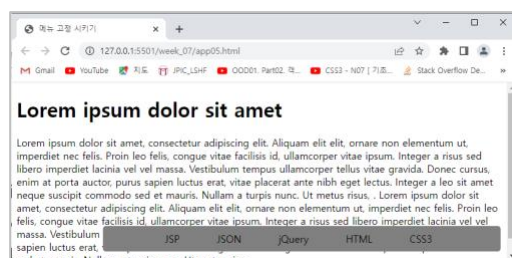 메뉴 고정 시키기
127.0.0.1:5501/week_07/app05.html
Gmail YouTube 지도 JPIC_LSHF OOD01. Part02. CSS3 - N07 [ Stack Overflow De...
Lorem ipsum dolor sit amet
Lorem ipsum dolor sit amet, consectetur adipiscing elit. Aliquam elit elit, ornare non elementum ut,
imperdiet nec felis. Proin leo felis, congue vitae facilisis id, ullamcorper vitae ipsum. Integer a risus sed
libero imperdiet lacinia vel vel massa. Vestibulum tempus ullamcorper tellus vitae gravida. Donec cursus,
enim at porta auctor, purus sapien luctus erat, vitae placerat ante nibh eget lectus. Integer a leo sit amet
neque suscipit commodo sed et mauris. Nullam a turpis nunc. Ut metus risus, . Lorem ipsum dolor sit
amet, consectetur adipiscing elit. Aliquam elit elit, ornare non elementum ut, imperdiet nec felis. Proin leo
felis, congue vitae facilisis id, ullamcorper vitae ipsum. Integer a risus sed libero imperdiet lacinia vel vel
massa. Vestibulum
sapien luctus erat,
JSP JSON jQuery HTML CSS3